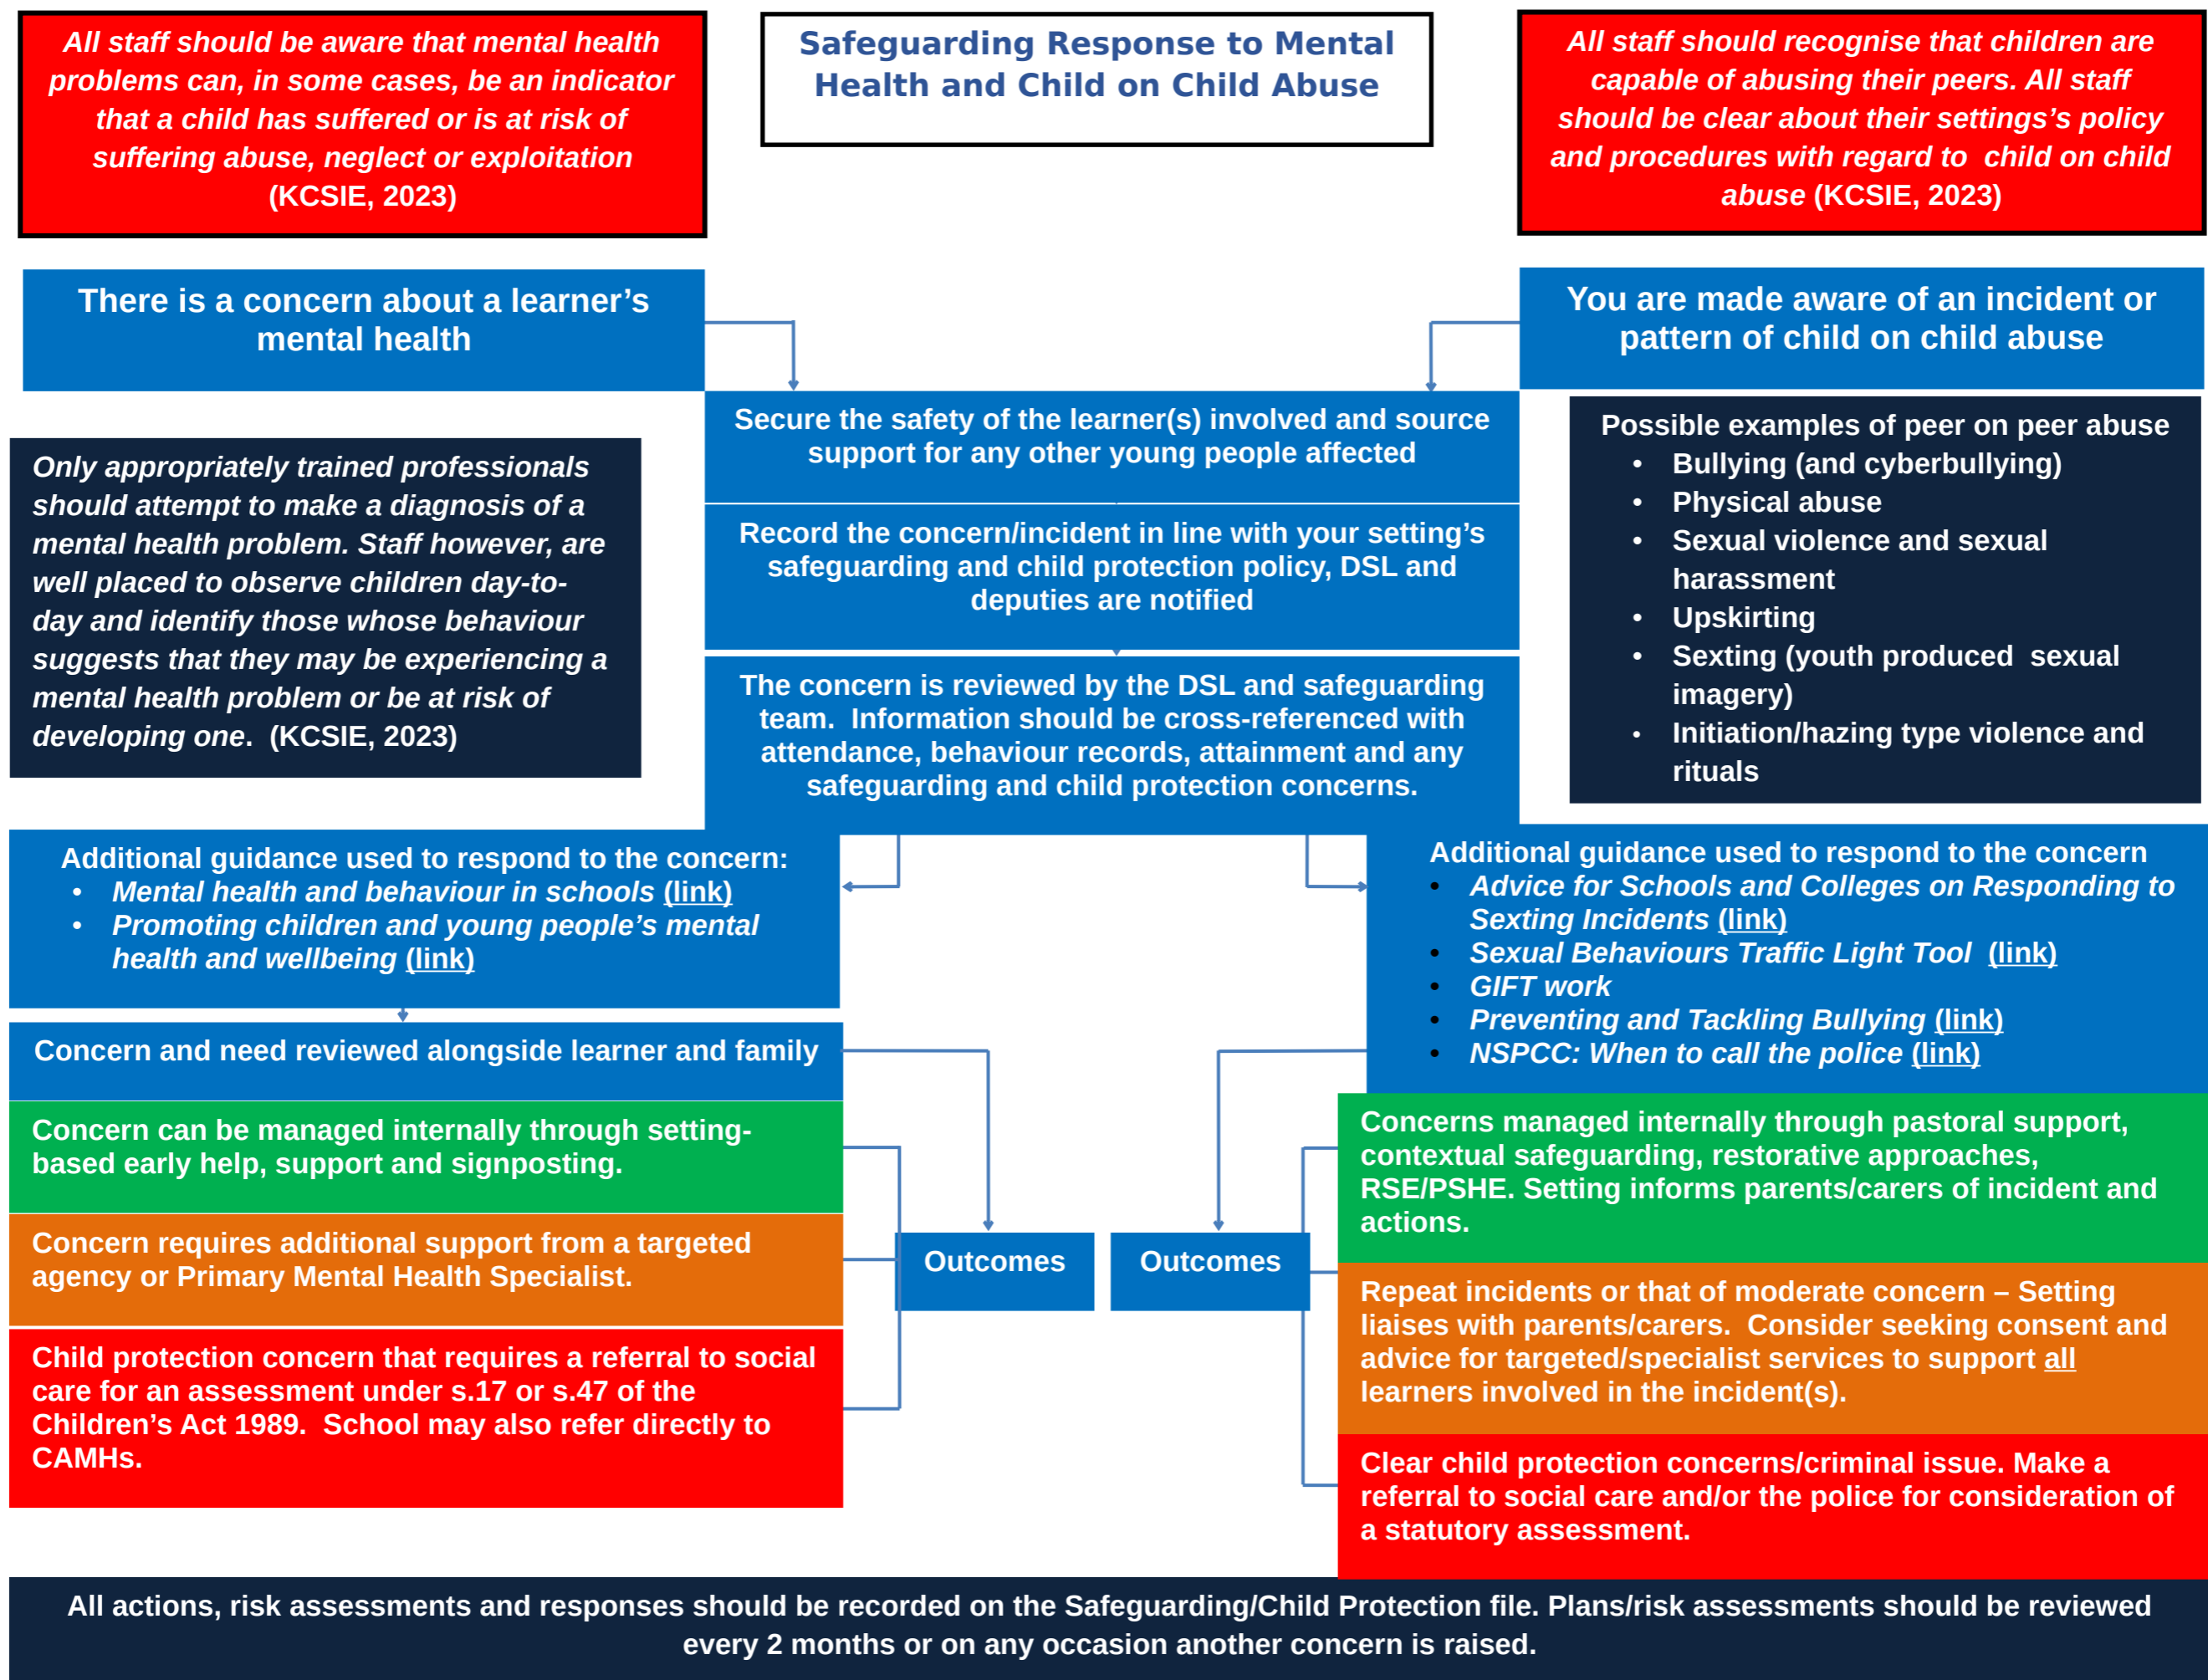 All staff should be aware that mental health
problems can, in some cases, be an indicator
that a child has suffered or is at risk of
suffering abuse, neglect or exploitation
(KCSIE, 2023)
Safeguarding Response to Mental
Health and Child on Child Abuse
All staff should recognise that children are
capable of abusing their peers. All staff
should be clear about their settings’s policy
and procedures with regard to  child on child
abuse (KCSIE, 2023)
There is a concern about a learner’s
mental health
You are made aware of an incident or
pattern of child on child abuse
Secure the safety of the learner(s) involved and source
support for any other young people affected
Record the concern/incident in line with your setting’s
safeguarding and child protection policy, DSL and
deputies are notified
The concern is reviewed by the DSL and safeguarding
team.  Information should be cross-referenced with
attendance, behaviour records, attainment and any
safeguarding and child protection concerns.
Only appropriately trained professionals
should attempt to make a diagnosis of a
mental health problem. Staff however, are
well placed to observe children day-to-
day and identify those whose behaviour
suggests that they may be experiencing a
mental health problem or be at risk of
developing one.  (KCSIE, 2023)
Possible examples of peer on peer abuse
• Bullying (and cyberbullying)
• Physical abuse
• Sexual violence and sexual
harassment
• Upskirting
• Sexting (youth produced  sexual
imagery)
• Initiation/hazing type violence and
rituals
Additional guidance used to respond to the concern:
• Mental health and behaviour in schools (link)
• Promoting children and young people’s mental
health and wellbeing (link)
Additional guidance used to respond to the concern
• Advice for Schools and Colleges on Responding to
Sexting Incidents (link)
• Sexual Behaviours Traffic Light Tool  (link)
• GIFT work
• Preventing and Tackling Bullying (link)
• NSPCC: When to call the police (link)
Concern and need reviewed alongside learner and family
Concern can be managed internally through setting-
based early help, support and signposting.
Concern requires additional support from a targeted
agency or Primary Mental Health Specialist.
Child protection concern that requires a referral to social
care for an assessment under s.17 or s.47 of the
Children’s Act 1989.  School may also refer directly to
CAMHs.
Outcomes
Outcomes
Concerns managed internally through pastoral support,
contextual safeguarding, restorative approaches,
RSE/PSHE. Setting informs parents/carers of incident and
actions.
Repeat incidents or that of moderate concern – Setting
liaises with parents/carers.  Consider seeking consent and
advice for targeted/specialist services to support all
learners involved in the incident(s).
Clear child protection concerns/criminal issue. Make a
referral to social care and/or the police for consideration of
a statutory assessment.
All actions, risk assessments and responses should be recorded on the Safeguarding/Child Protection file. Plans/risk assessments should be reviewed
every 2 months or on any occasion another concern is raised.